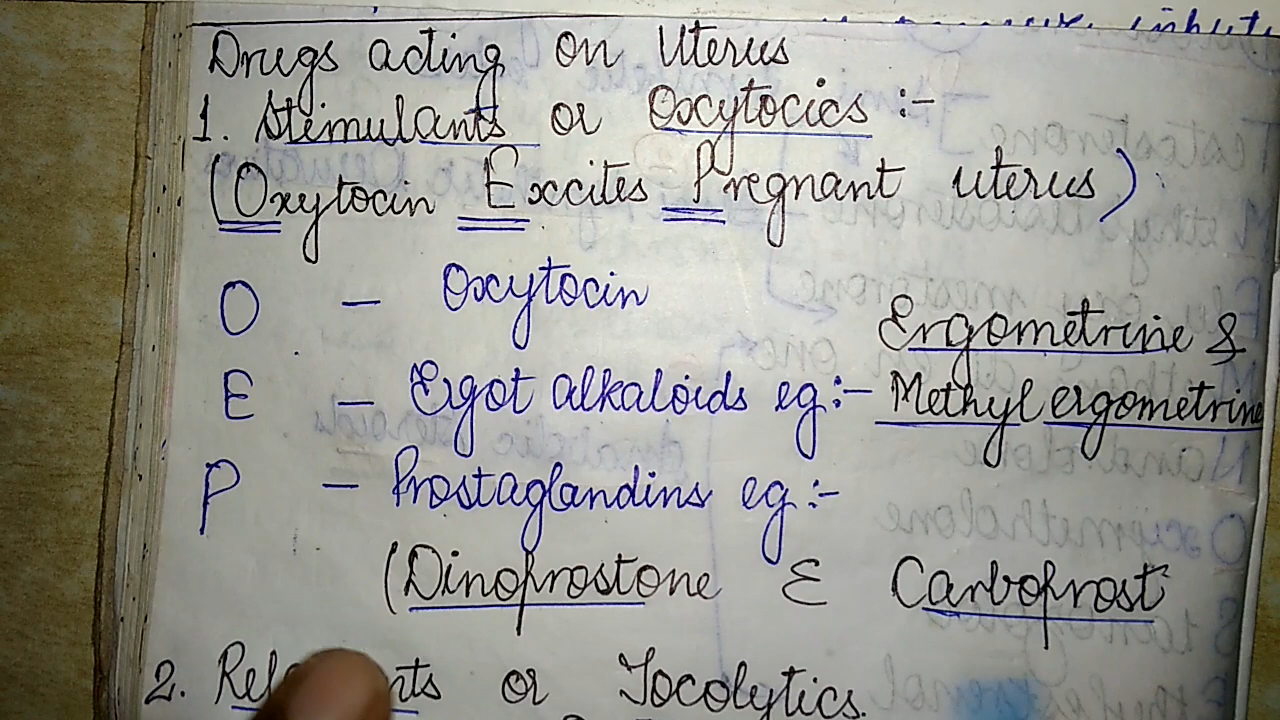 Drugs acting on Uterus
1. Stimulants or Oxytocics :-
(Oxytocin Excites Pregnant uterus)
O - Oxytocin
E - Ergot alkaloids eg:- Ergometrine &
Methyl ergometrine
P - Prostaglandins eg:-
(Dinoprostone & Carboprost
2. or Tocolytics.